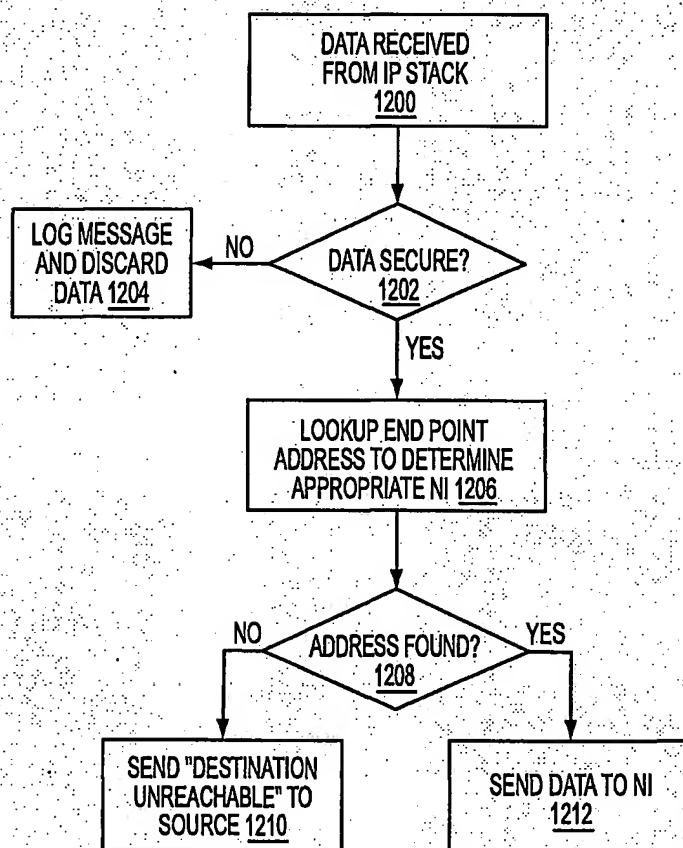 DATA RECEIVED
FROM IP STACK
1200
LOG MESSAGE
AND DISCARD
DATA 1204
NO
DATA SECURE?
1202
YES
LOOKUP END POINT
ADDRESS TO DETERMINE
APPROPRIATE NI 1206
NO
ADDRESS FOUND?
1208
YES
SEND "DESTINATION
UNREACHABLE" TO
SOURCE 1210
SEND DATA TO NI
1212